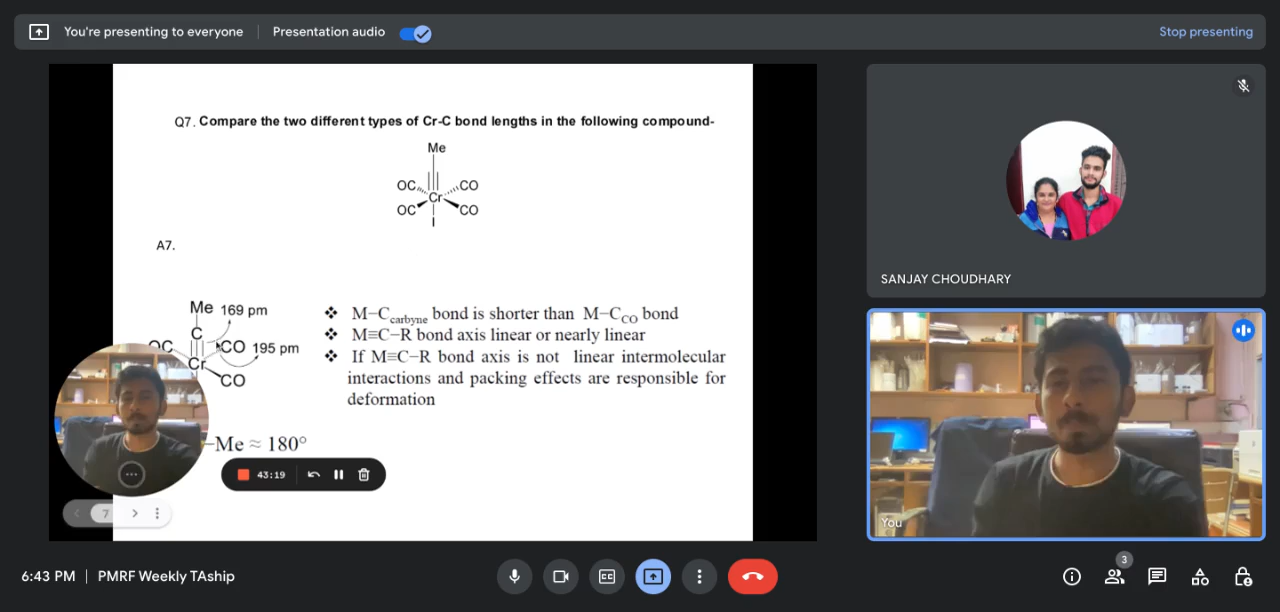 You're presenting to everyone
Presentation audio
Stop presenting
Q7. Compare the two different types of Cr-C bond lengths in the following compound-
Me
OC CO
Cr
OC CO
I
A7.
Me 169 pm
C
OC CO 195 pm
Cr
CO
❖ M−C_carbyne bond is shorter than M−C_CO bond
❖ M≡C−R bond axis linear or nearly linear
❖ If M≡C−R bond axis is not linear intermolecular
interactions and packing effects are responsible for
deformation
−Me ≈ 180°
43:19
7
SANJAY CHOUDHARY
You
6:43 PM | PMRF Weekly TAship
CC
3